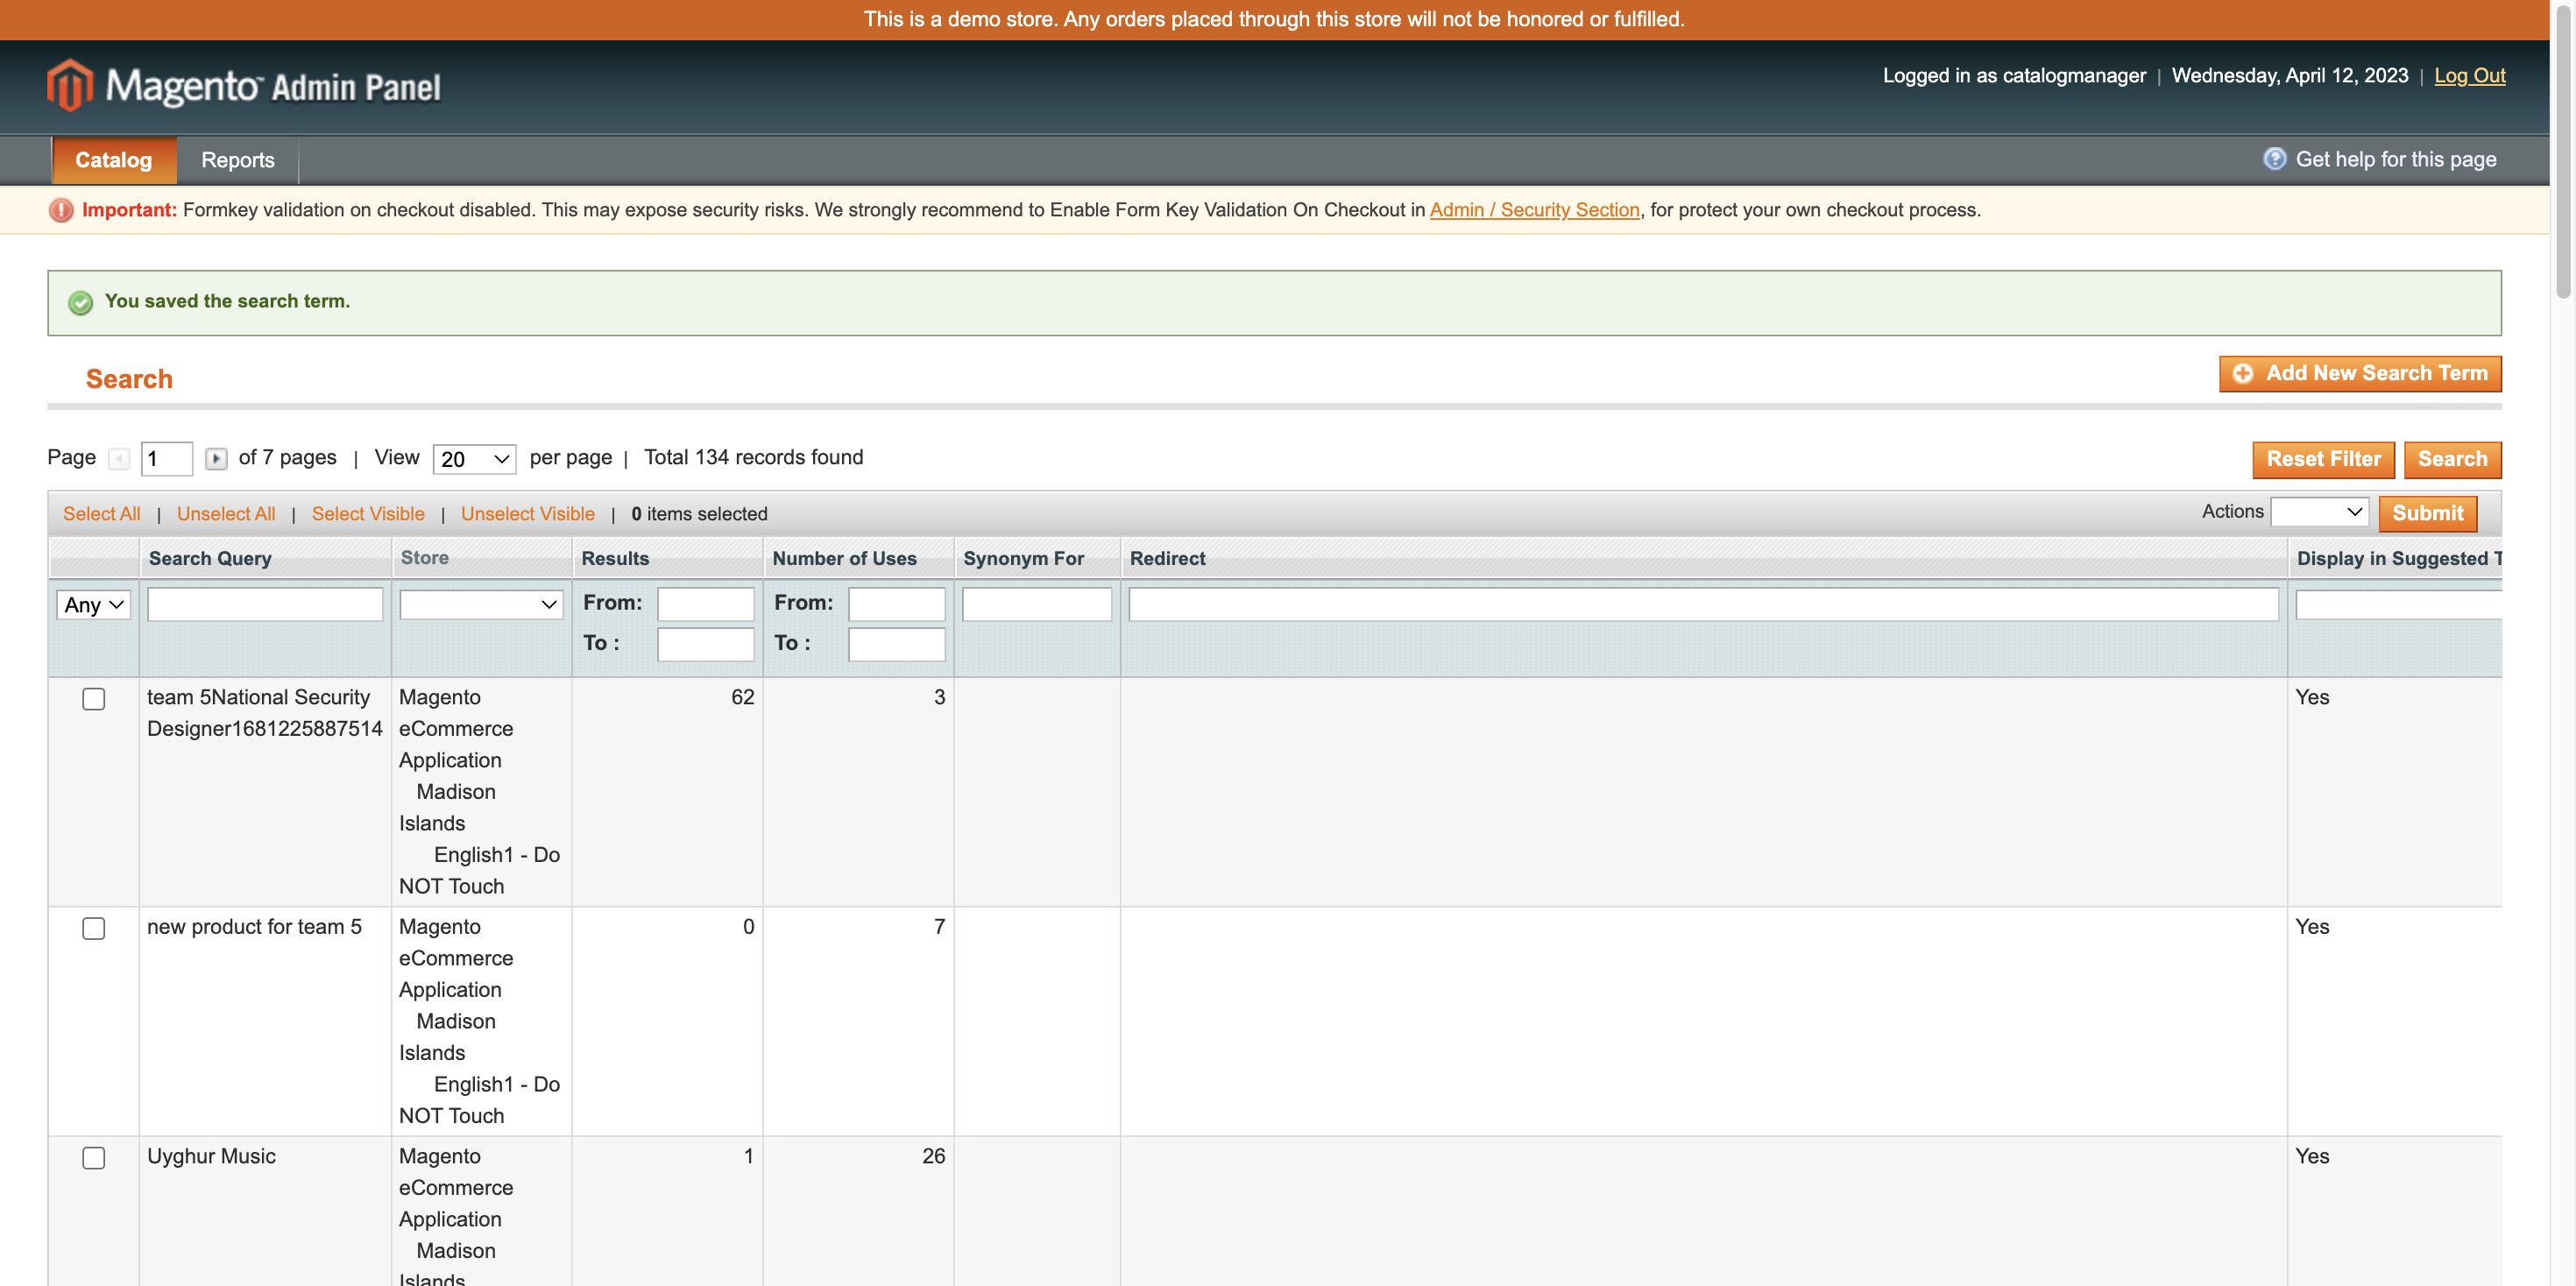 This is a demo store. Any orders placed through this store will not be honored or fulfilled.
Magento™ Admin Panel
Logged in as catalogmanager | Wednesday, April 12, 2023 | Log Out
Catalog Reports Get help for this page
Important: Formkey validation on checkout disabled. This may expose security risks. We strongly recommend to Enable Form Key Validation On Checkout in Admin / Security Section, for protect your own checkout process.
You saved the search term.
Search Add New Search Term
Page 1 of 7 pages | View 20 per page | Total 134 records found Reset Filter Search
Select All | Unselect All | Select Visible | Unselect Visible | 0 items selected Actions Submit
Search Query Store Results Number of Uses Synonym For Redirect Display in Suggested T
Any From: From:
To : To :
team 5National Security Magento 62 3 Yes
Designer1681225887514 eCommerce
Application
Madison
Islands
English1 - Do
NOT Touch
new product for team 5 Magento 0 7 Yes
eCommerce
Application
Madison
Islands
English1 - Do
NOT Touch
Uyghur Music Magento 1 26 Yes
eCommerce
Application
Madison
Islands